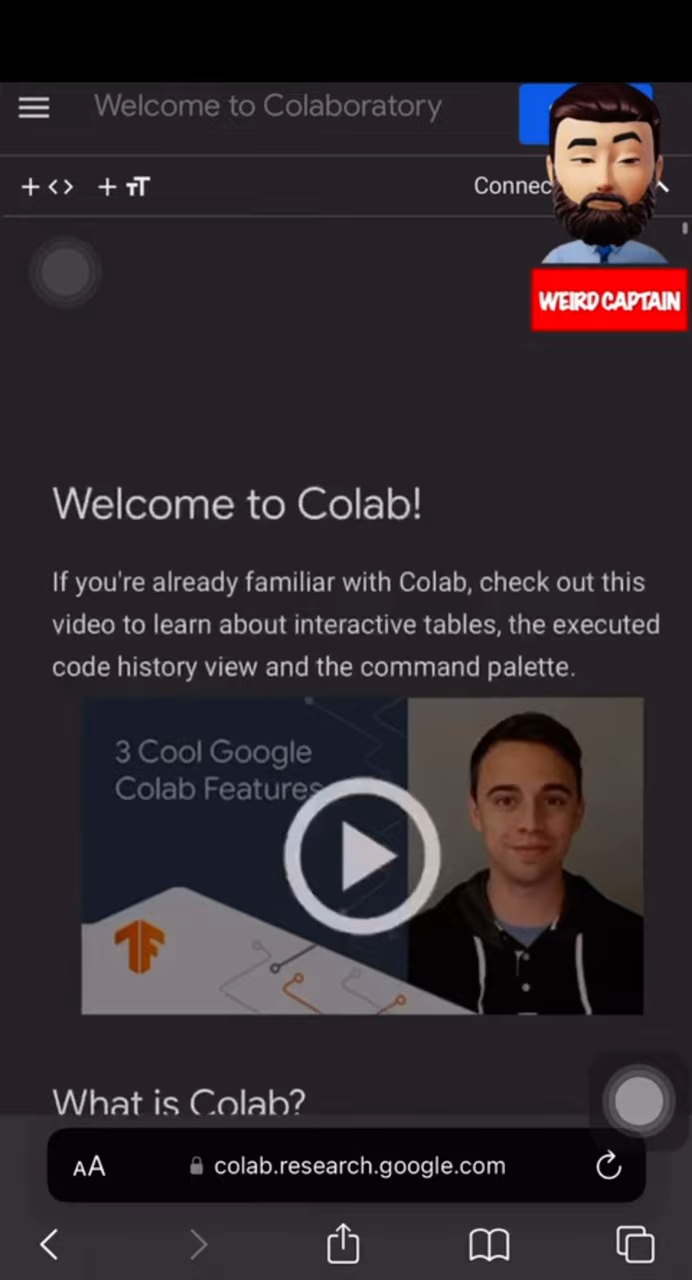 Welcome to Colaboratory
+ <> + TT
Connec
WEIRD CAPTAIN
Welcome to Colab!
If you're already familiar with Colab, check out this
video to learn about interactive tables, the executed
code history view and the command palette.
3 Cool Google
Colab Features
What is Colab?
AA colab.research.google.com